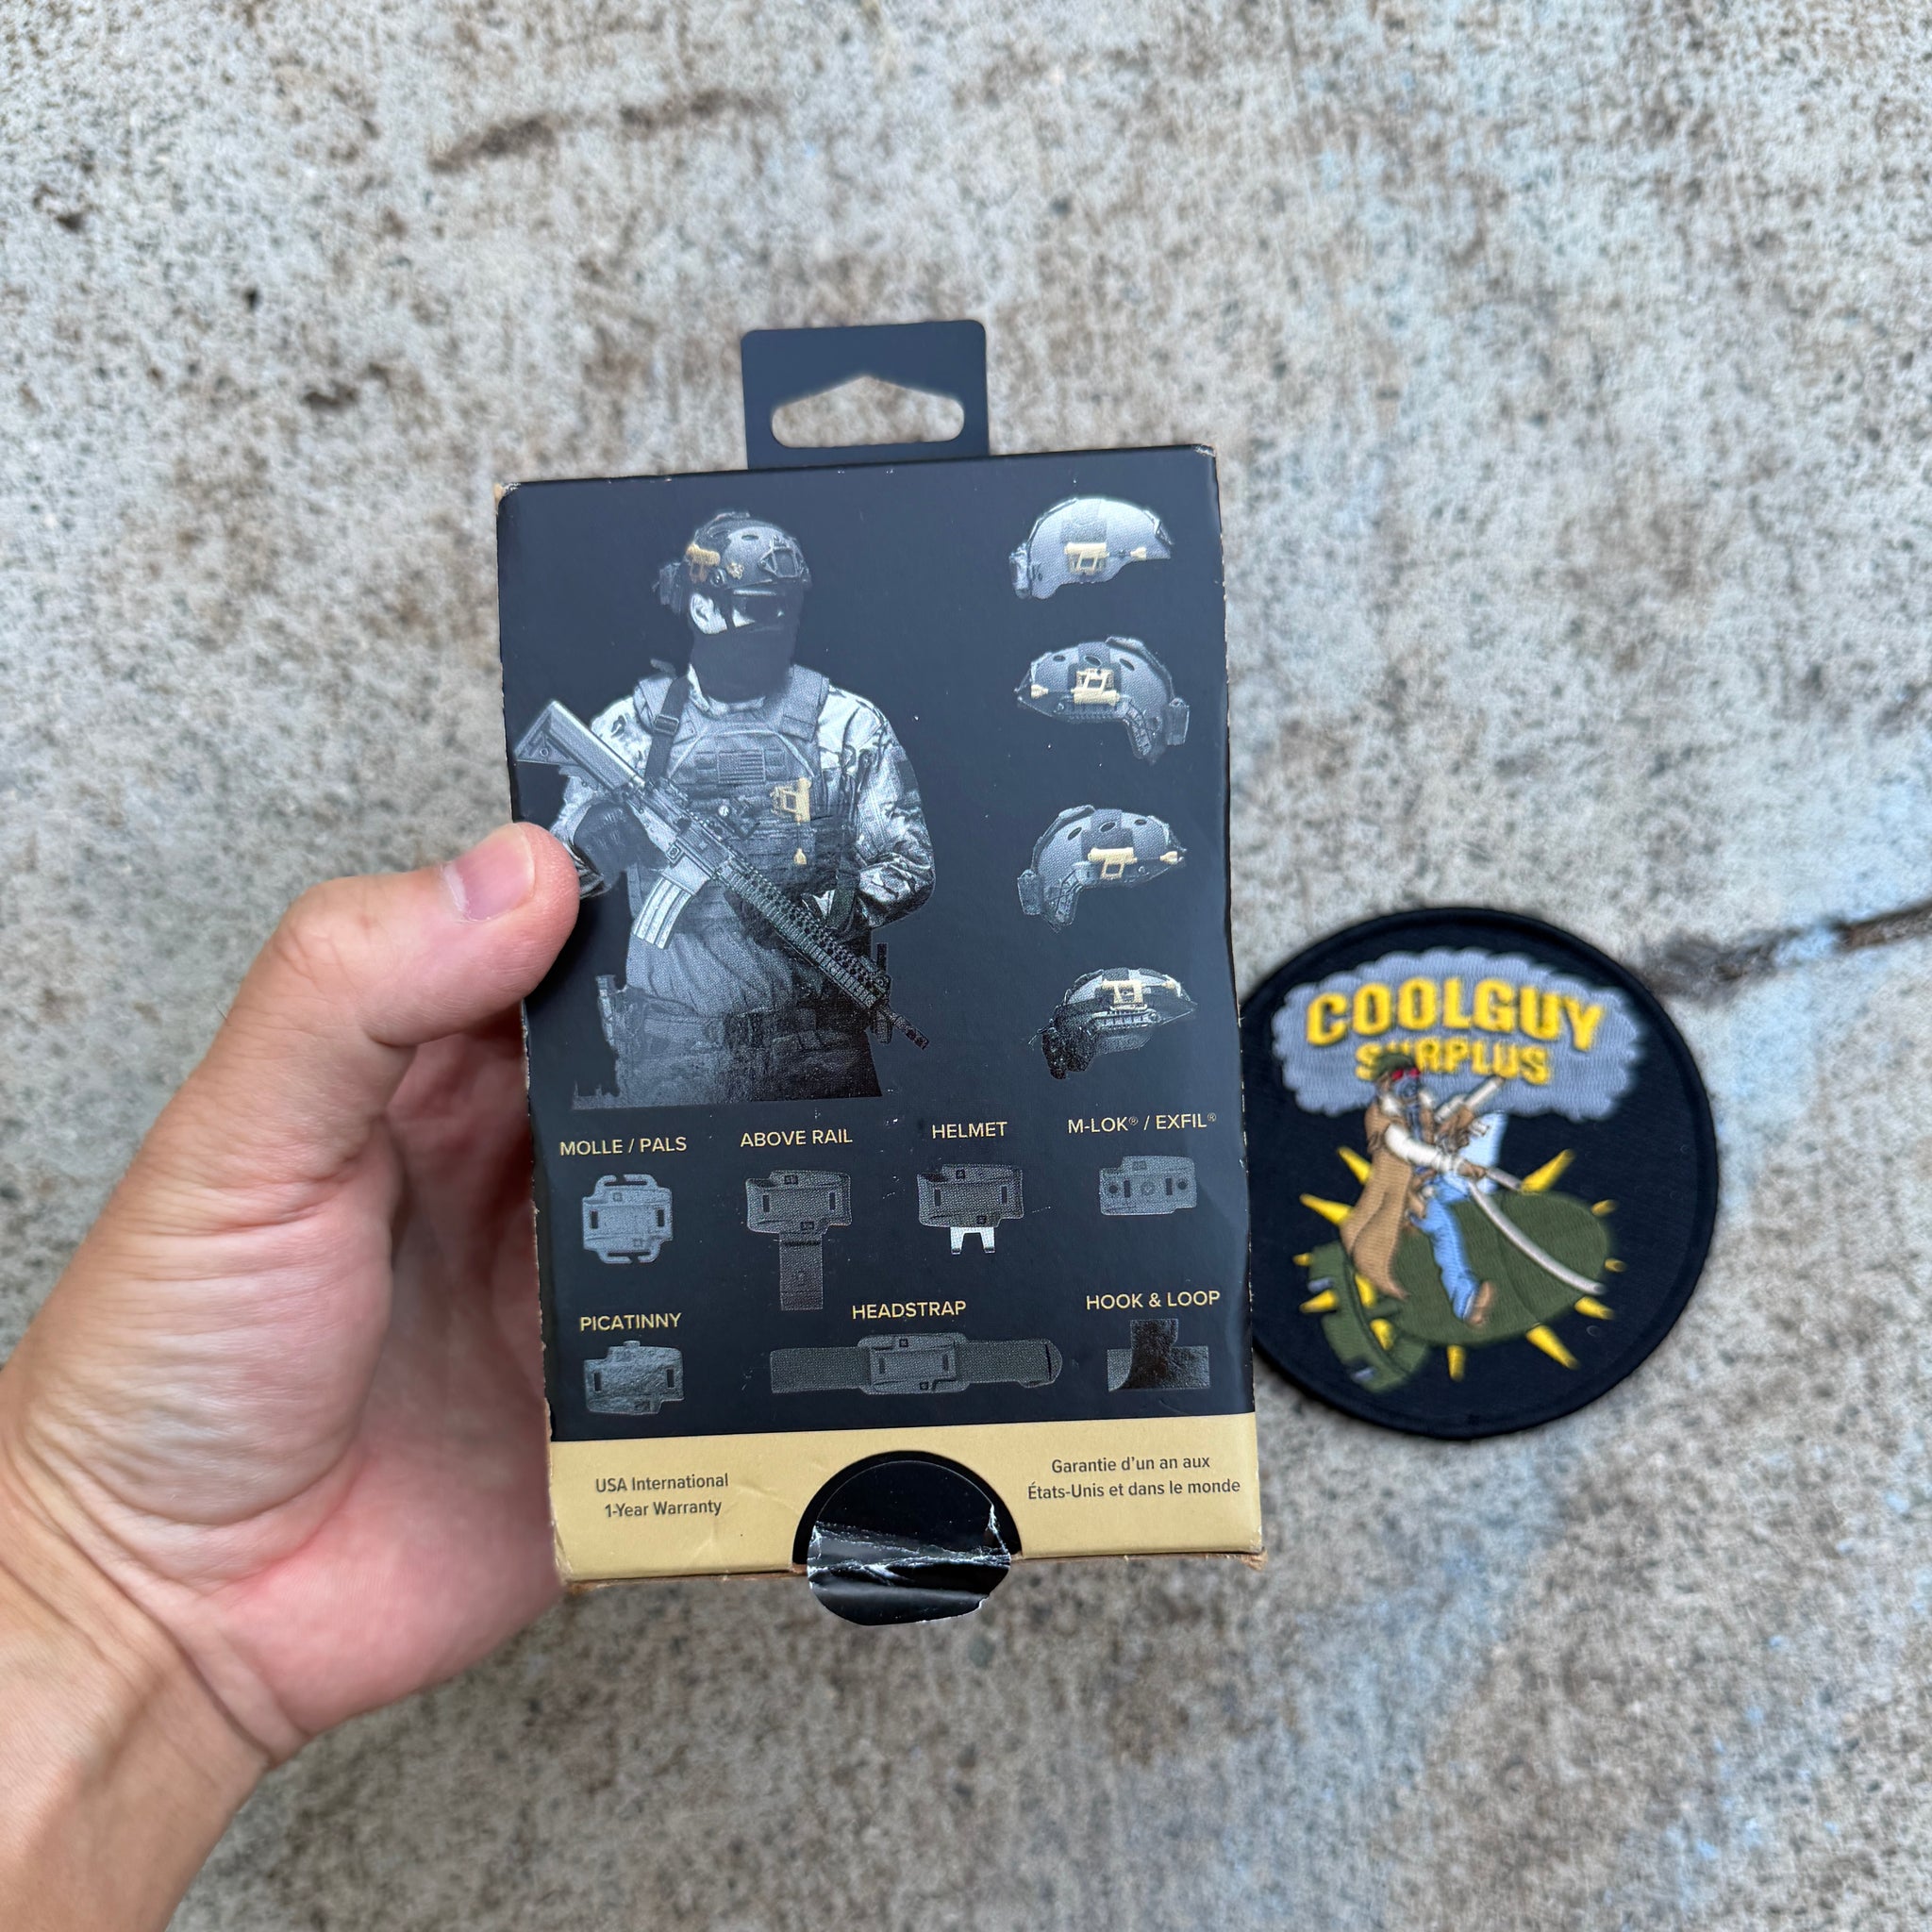 MOLLE / PALS
ABOVE RAIL
HELMET
M-LOK® / EXFIL®
PICATINNY
HEADSTRAP
HOOK & LOOP
USA International
1-Year Warranty
Garantie d'un an aux
États-Unis et dans le monde
COOLGUY
SURPLUS